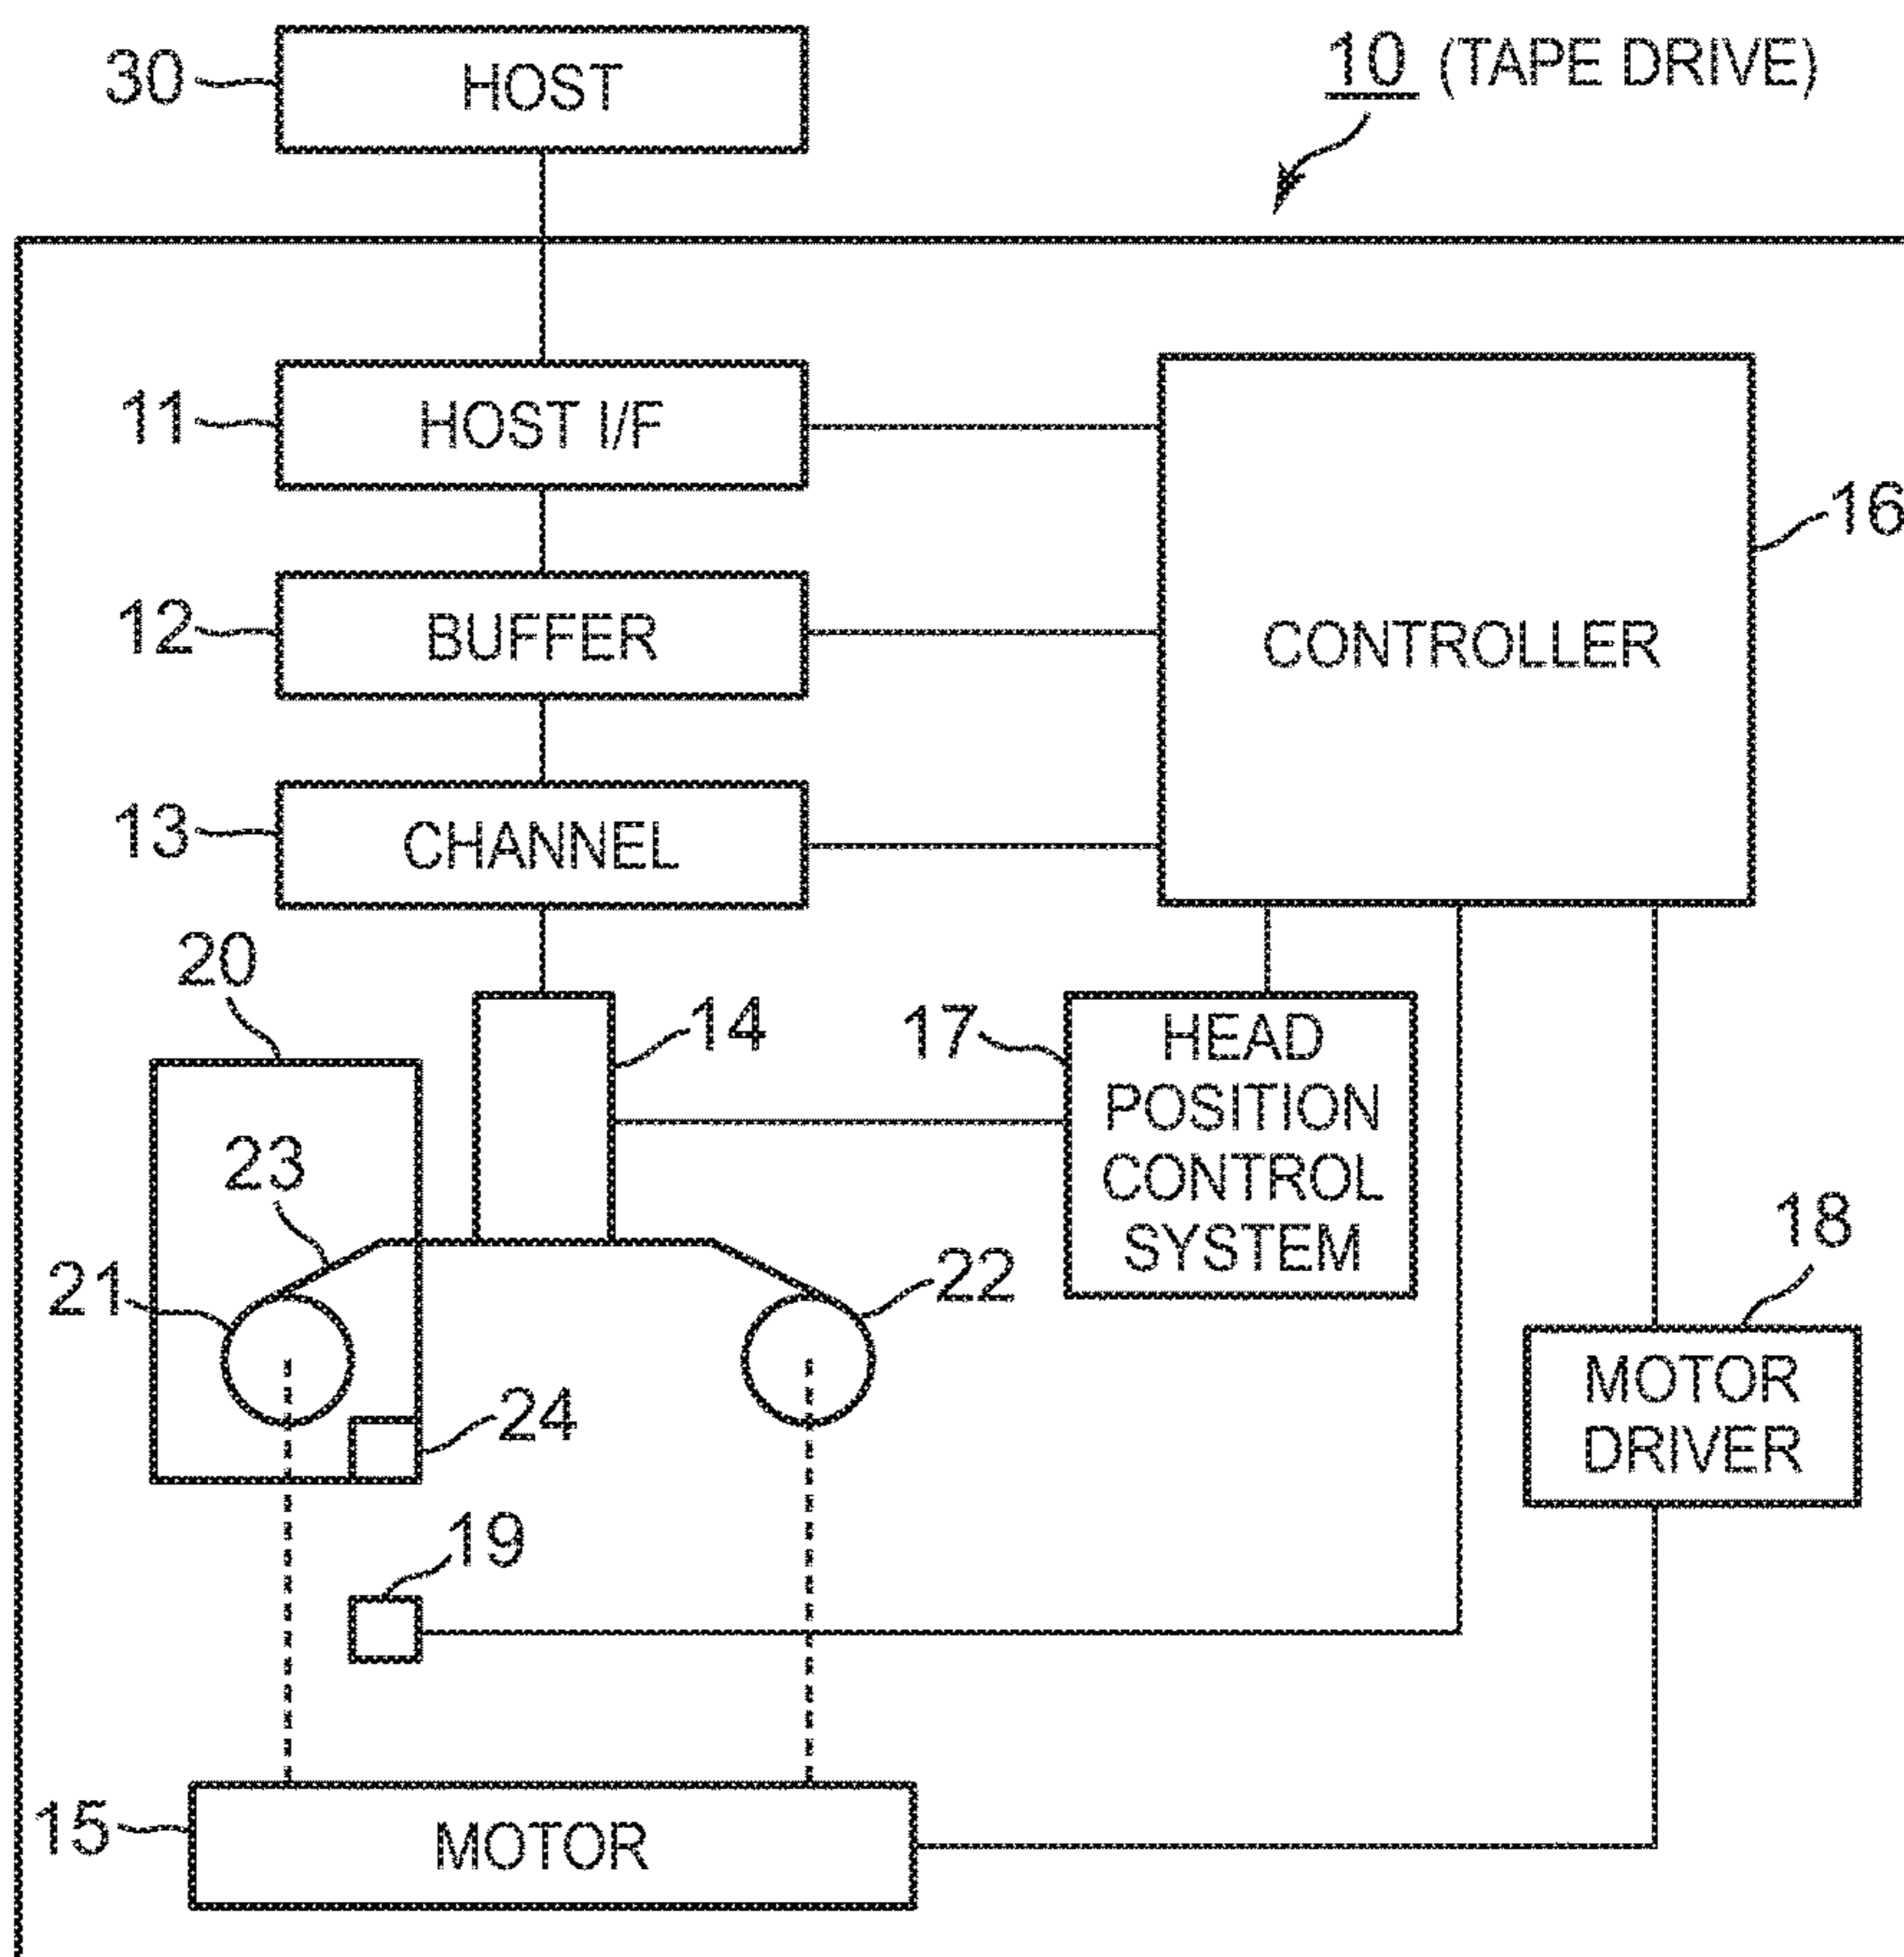 30
HOST
10 (TAPE DRIVE)
11
HOST I/F
16
12
BUFFER
CONTROLLER
13
CHANNEL
20
14
17
HEAD
POSITION
CONTROL
SYSTEM
23
21
22
18
24
MOTOR
DRIVER
19
15
MOTOR